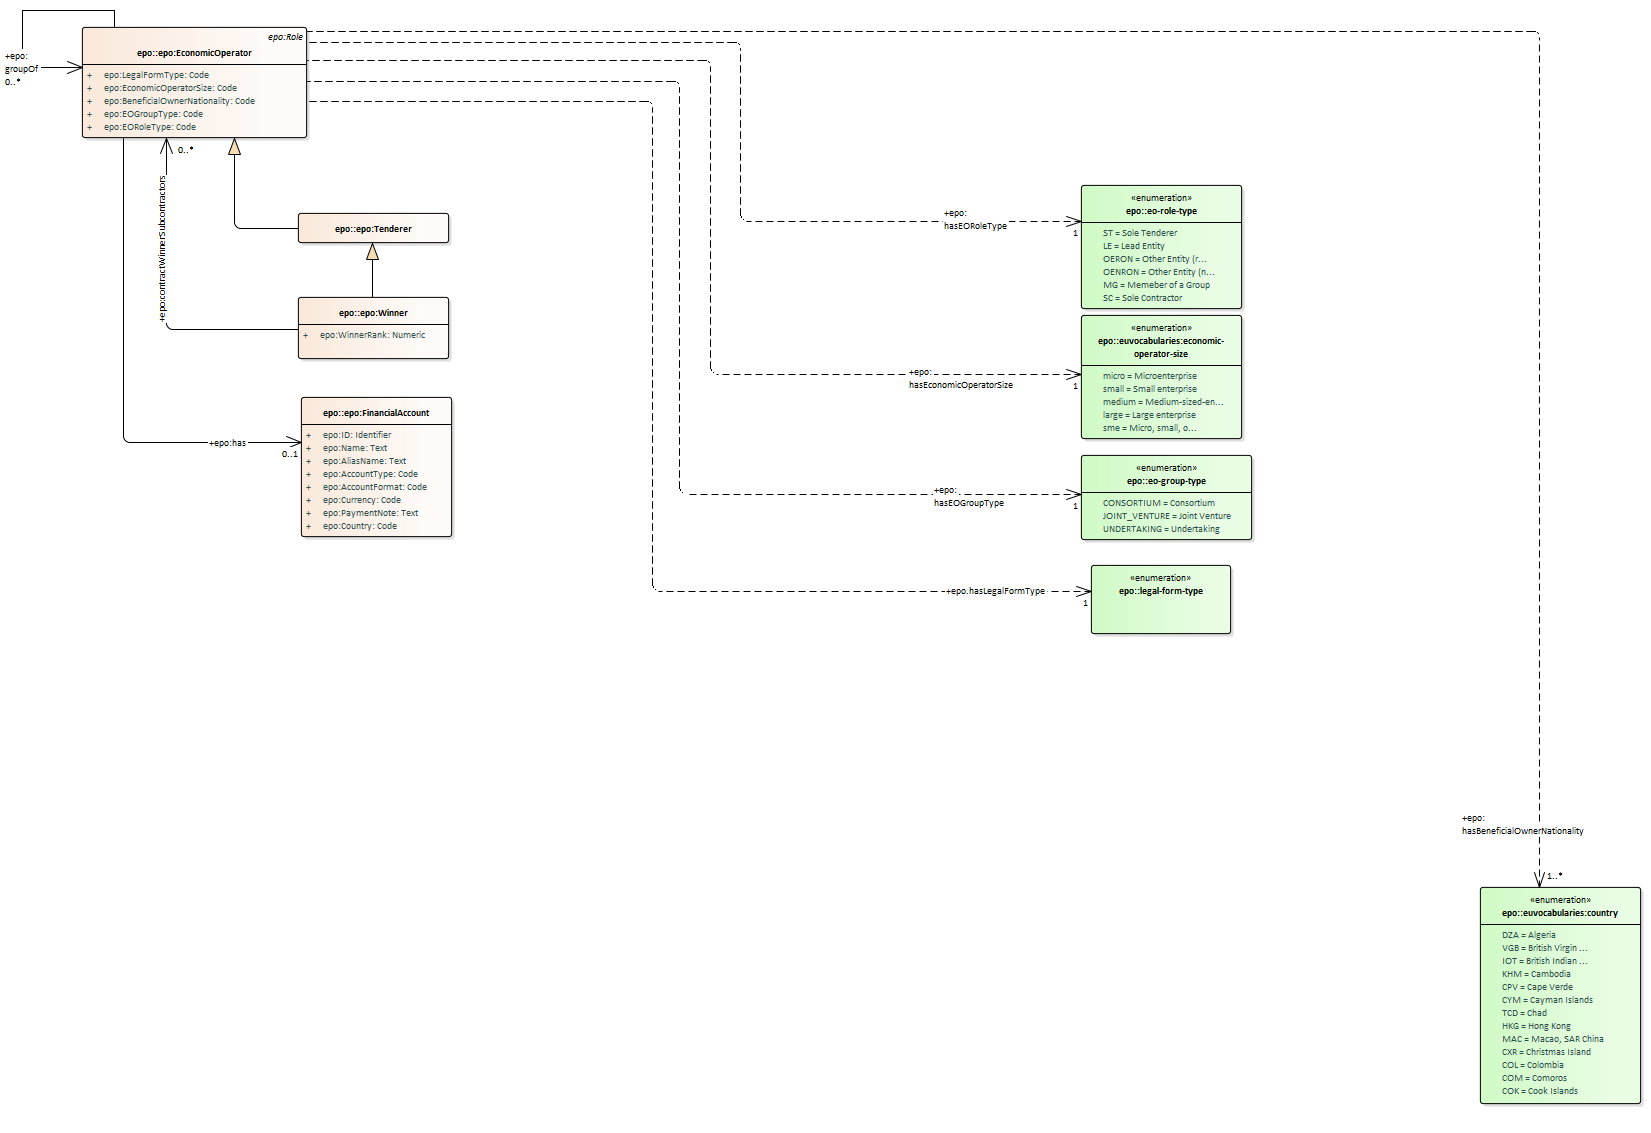 epo:Role
epo::epo:EconomicOperator
+ epo:LegalFormType: Code
+ epo:EconomicOperatorSize: Code
+ epo:BeneficialOwnerNationality: Code
+ epo:EOGroupType: Code
+ epo:EORoleType: Code
+epo:
groupOf
0..*
0..*
+epo:contractWinnerSubcontractors
epo::epo:Tenderer
epo::epo:Winner
+ epo:WinnerRank: Numeric
epo::epo:FinancialAccount
+ epo:ID: Identifier
+ epo:Name: Text
+ epo:AliasName: Text
+ epo:AccountType: Code
+ epo:AccountFormat: Code
+ epo:Currency: Code
+ epo:PaymentNote: Text
+ epo:Country: Code
+epo:has
0..1
+epo:
hasEORoleType
1
«enumeration»
epo::eo-role-type
ST = Sole Tenderer
LE = Lead Entity
OERON = Other Entity (r...
OENRON = Other Entity (n...
MG = Memeber of a Group
SC = Sole Contractor
+epo:
hasEconomicOperatorSize
1
«enumeration»
epo::euvocabularies:economic-
operator-size
micro = Microenterprise
small = Small enterprise
medium = Medium-sized-en...
large = Large enterprise
sme = Micro, small, o...
+epo:
hasEOGroupType
1
«enumeration»
epo::eo-group-type
CONSORTIUM = Consortium
JOINT_VENTURE = Joint Venture
UNDERTAKING = Undertaking
+epo.hasLegalFormType
1
«enumeration»
epo::legal-form-type
+epo:
hasBeneficialOwnerNationality
1..*
«enumeration»
epo::euvocabularies:country
DZA = Algeria
VGB = British Virgin ...
IOT = British Indian ...
KHM = Cambodia
CPV = Cape Verde
CYM = Cayman Islands
TCD = Chad
HKG = Hong Kong
MAC = Macao, SAR China
CXR = Christmas Island
COL = Colombia
COM = Comoros
COK = Cook Islands